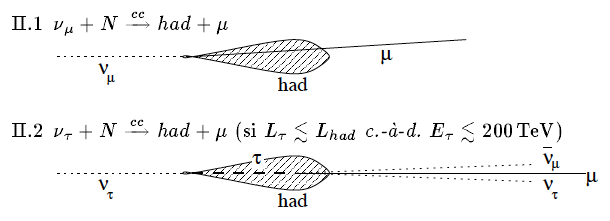 II.1 ν_μ + N —cc→ had + μ
ν_μ
μ
had
II.2 ν_τ + N —cc→ had + μ (si L_τ ≲ L_had c.-à-d. E_τ ≲ 200 TeV)
τ
ν̄_μ
ν_τ
ν_τ
μ
had